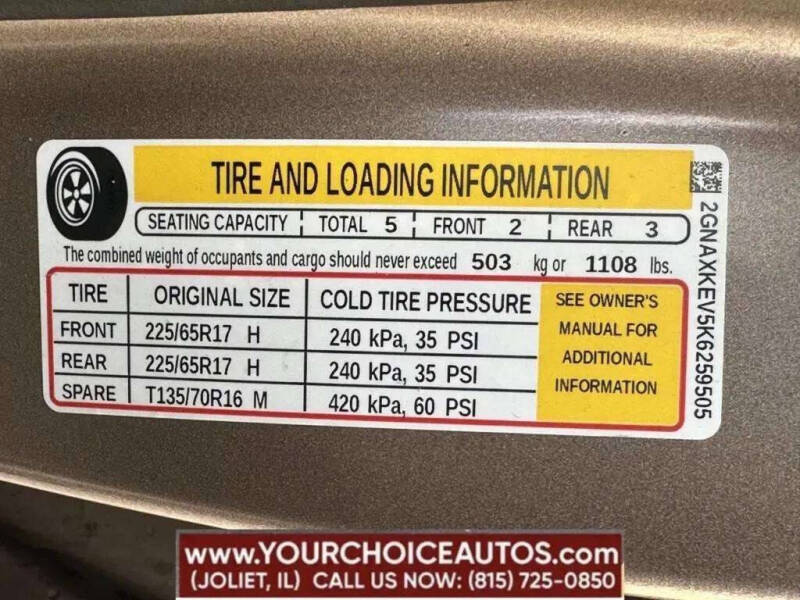 TIRE AND LOADING INFORMATION
SEATING CAPACITY TOTAL 5 FRONT 2 REAR 3
The combined weight of occupants and cargo should never exceed 503 kg or 1108 lbs.
TIRE ORIGINAL SIZE COLD TIRE PRESSURE
FRONT 225/65R17 H 240 kPa, 35 PSI
REAR 225/65R17 H 240 kPa, 35 PSI
SPARE T135/70R16 M 420 kPa, 60 PSI
SEE OWNER'S
MANUAL FOR
ADDITIONAL
INFORMATION
2GNAXKEV5K6259505
www.YOURCHOICEAUTOS.com
(JOLIET, IL) CALL US NOW: (815) 725-0850